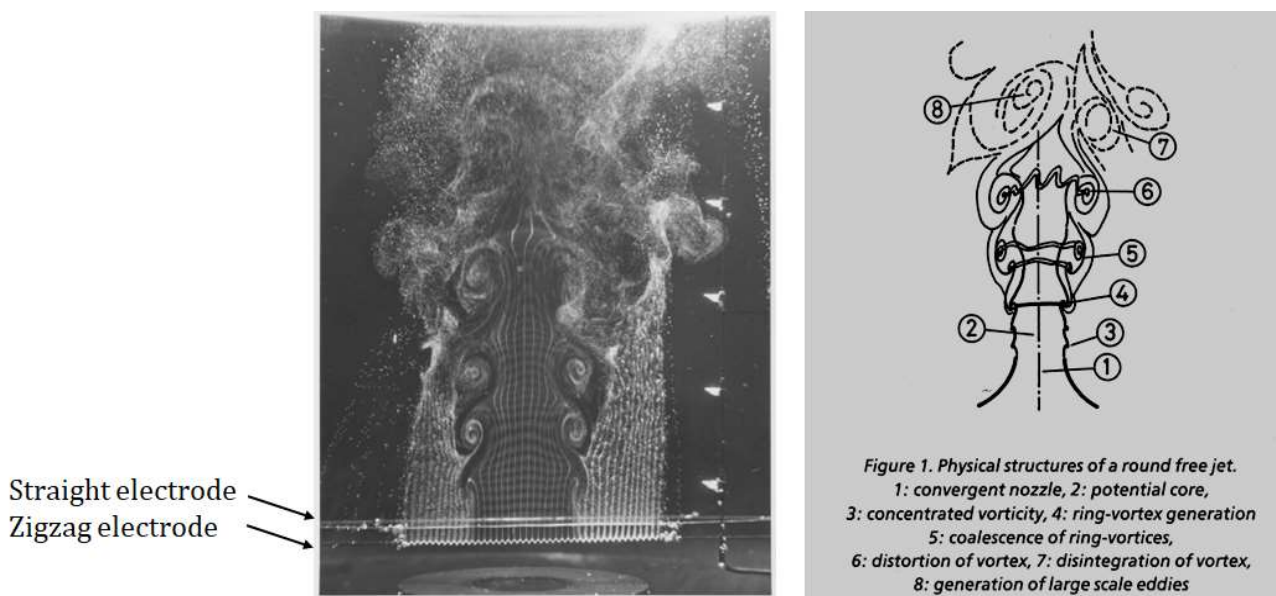 Straight electrode
Zigzag electrode
8
7
6
5
4
2
3
1
Figure 1. Physical structures of a round free jet.
1: convergent nozzle, 2: potential core,
3: concentrated vorticity, 4: ring-vortex generation
5: coalescence of ring-vortices,
6: distortion of vortex, 7: disintegration of vortex,
8: generation of large scale eddies